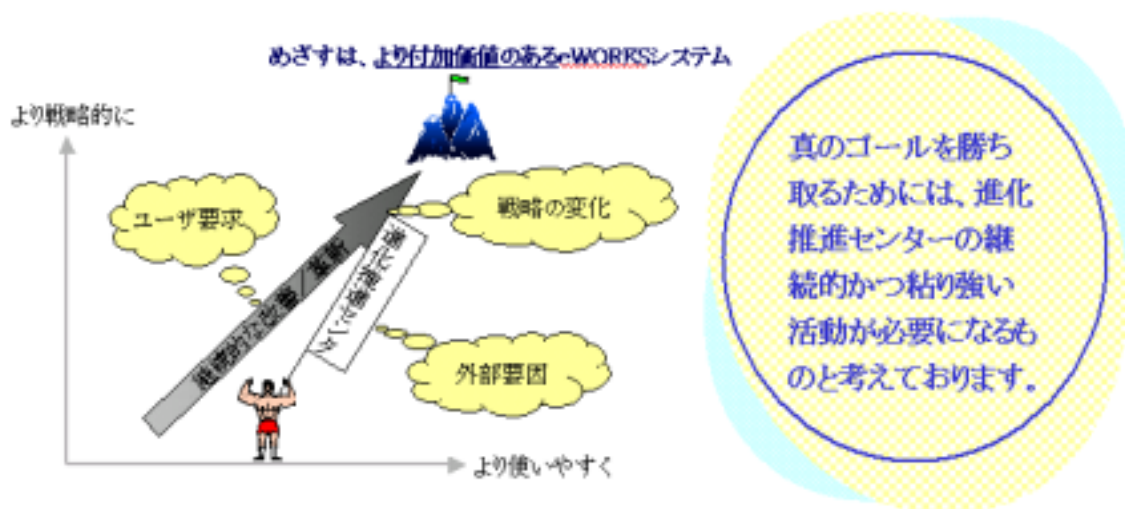 めざすは、より付加価値のあるeWORKSシステム
より戦略的に
ユーザ要求
戦略の変化
継続的な改善／革新
進化推進センタ
外部要因
より使いやすく
真のゴールを勝ち
取るためには、進化
推進センターの継
続的かつ粘り強い
活動が必要になるも
のと考えております。